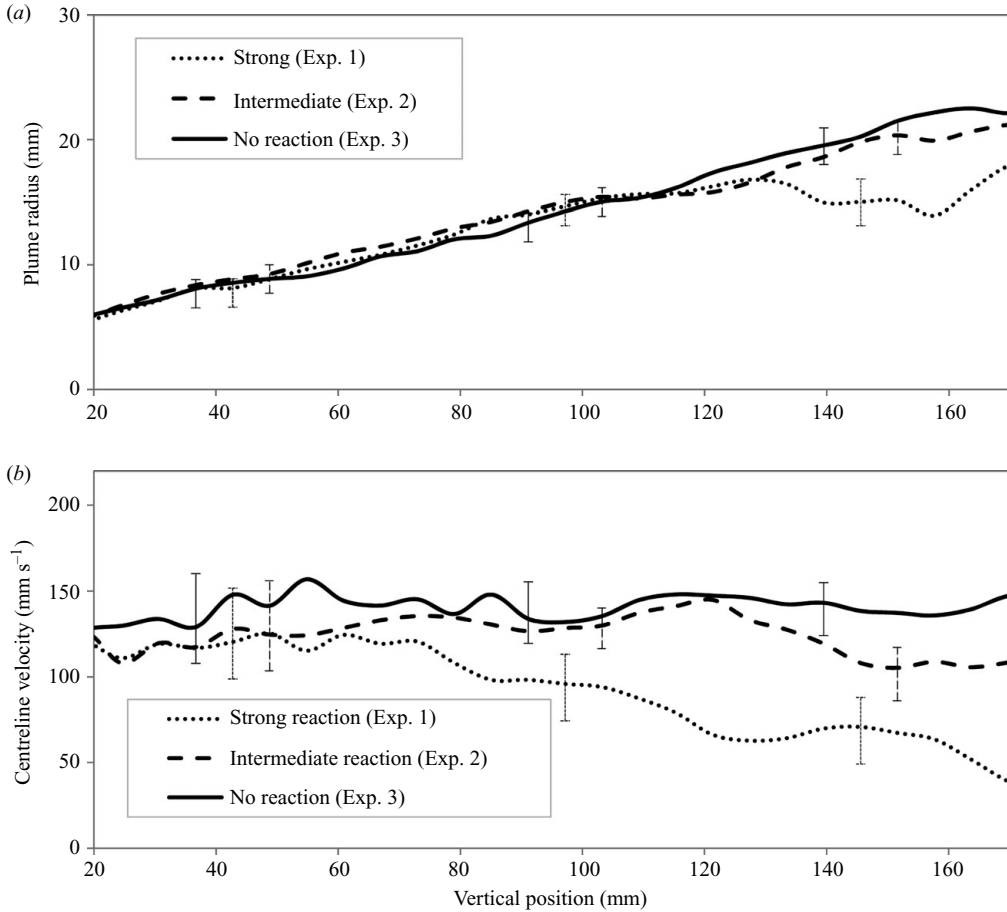 (a)
30
20
10
0
Plume radius (mm)
Strong (Exp. 1)
Intermediate (Exp. 2)
No reaction (Exp. 3)
20 40 60 80 100 120 140 160
(b)
200
150
100
50
0
Centreline velocity (mm s⁻¹)
Strong reaction (Exp. 1)
Intermediate reaction (Exp. 2)
No reaction (Exp. 3)
20 40 60 80 100 120 140 160
Vertical position (mm)